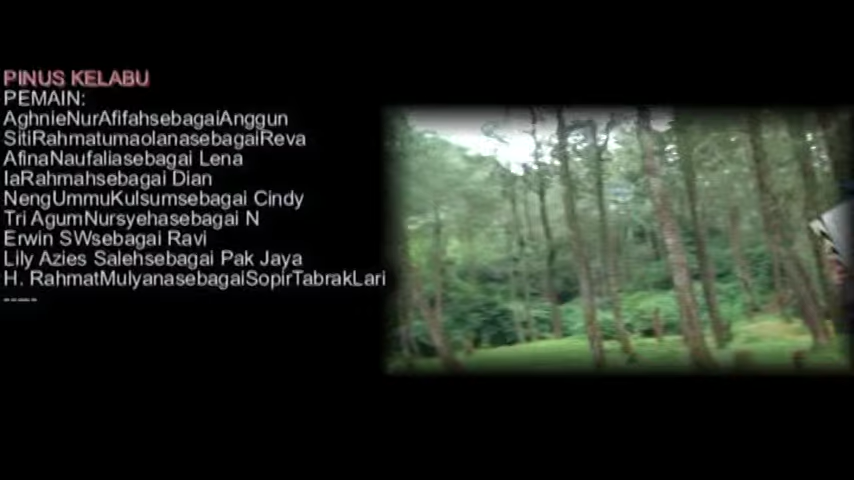 PINUS KELABU
PEMAIN:
AghnieNurAfifahsebagaiAnggun
SitiRahmatumaolanasebagaiReva
AfinaNaufaliasebagai Lena
IaRahmahsebagai Dian
NengUmmuKulsumsebagai Cindy
Tri AgumNursyehasebagai N
Erwin SWsebagai Ravi
Lily Azies Salehsebagai Pak Jaya
H. RahmatMulyanasebagaiSopirTabrakLari